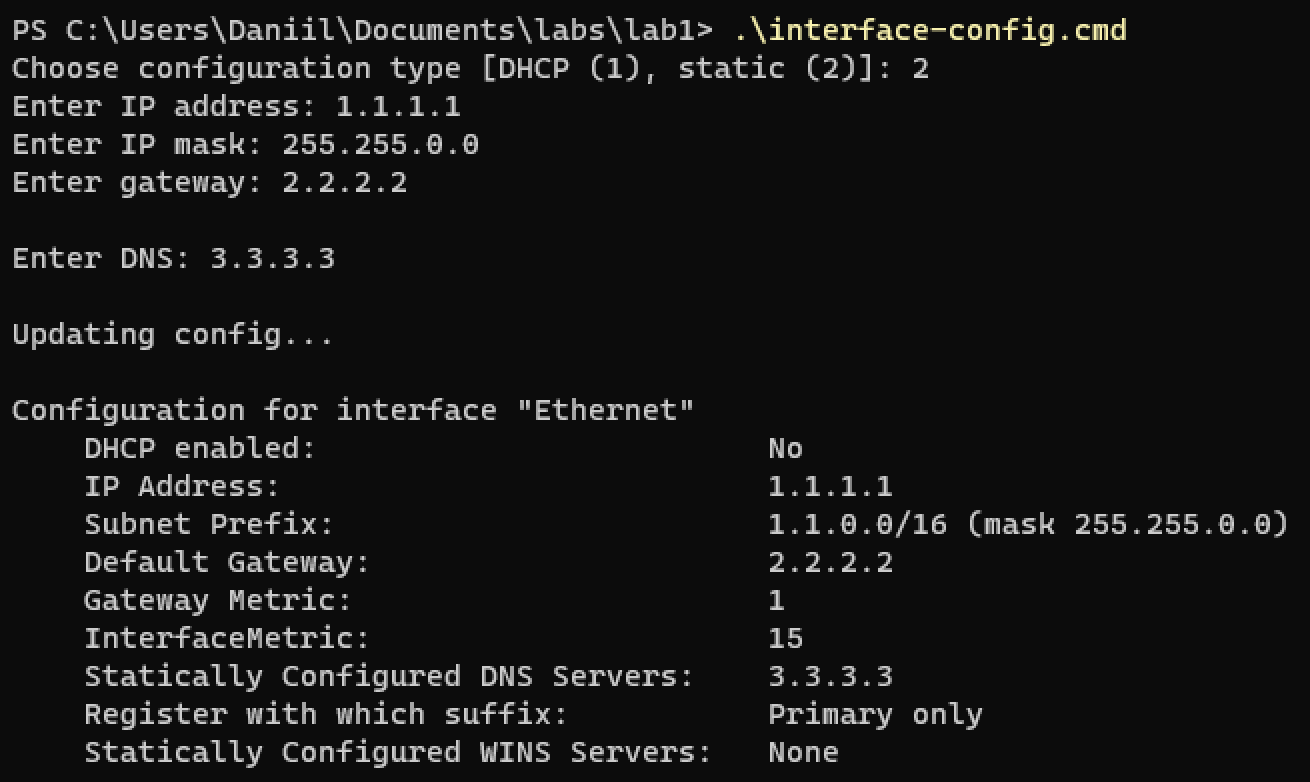 PS C:\Users\Daniil\Documents\labs\lab1> .\interface-config.cmd
Choose configuration type [DHCP (1), static (2)]: 2
Enter IP address: 1.1.1.1
Enter IP mask: 255.255.0.0
Enter gateway: 2.2.2.2
Enter DNS: 3.3.3.3
Updating config...
Configuration for interface "Ethernet"
    DHCP enabled:                         No
    IP Address:                           1.1.1.1
    Subnet Prefix:                        1.1.0.0/16 (mask 255.255.0.0)
    Default Gateway:                      2.2.2.2
    Gateway Metric:                       1
    InterfaceMetric:                      15
    Statically Configured DNS Servers:    3.3.3.3
    Register with which suffix:           Primary only
    Statically Configured WINS Servers:   None